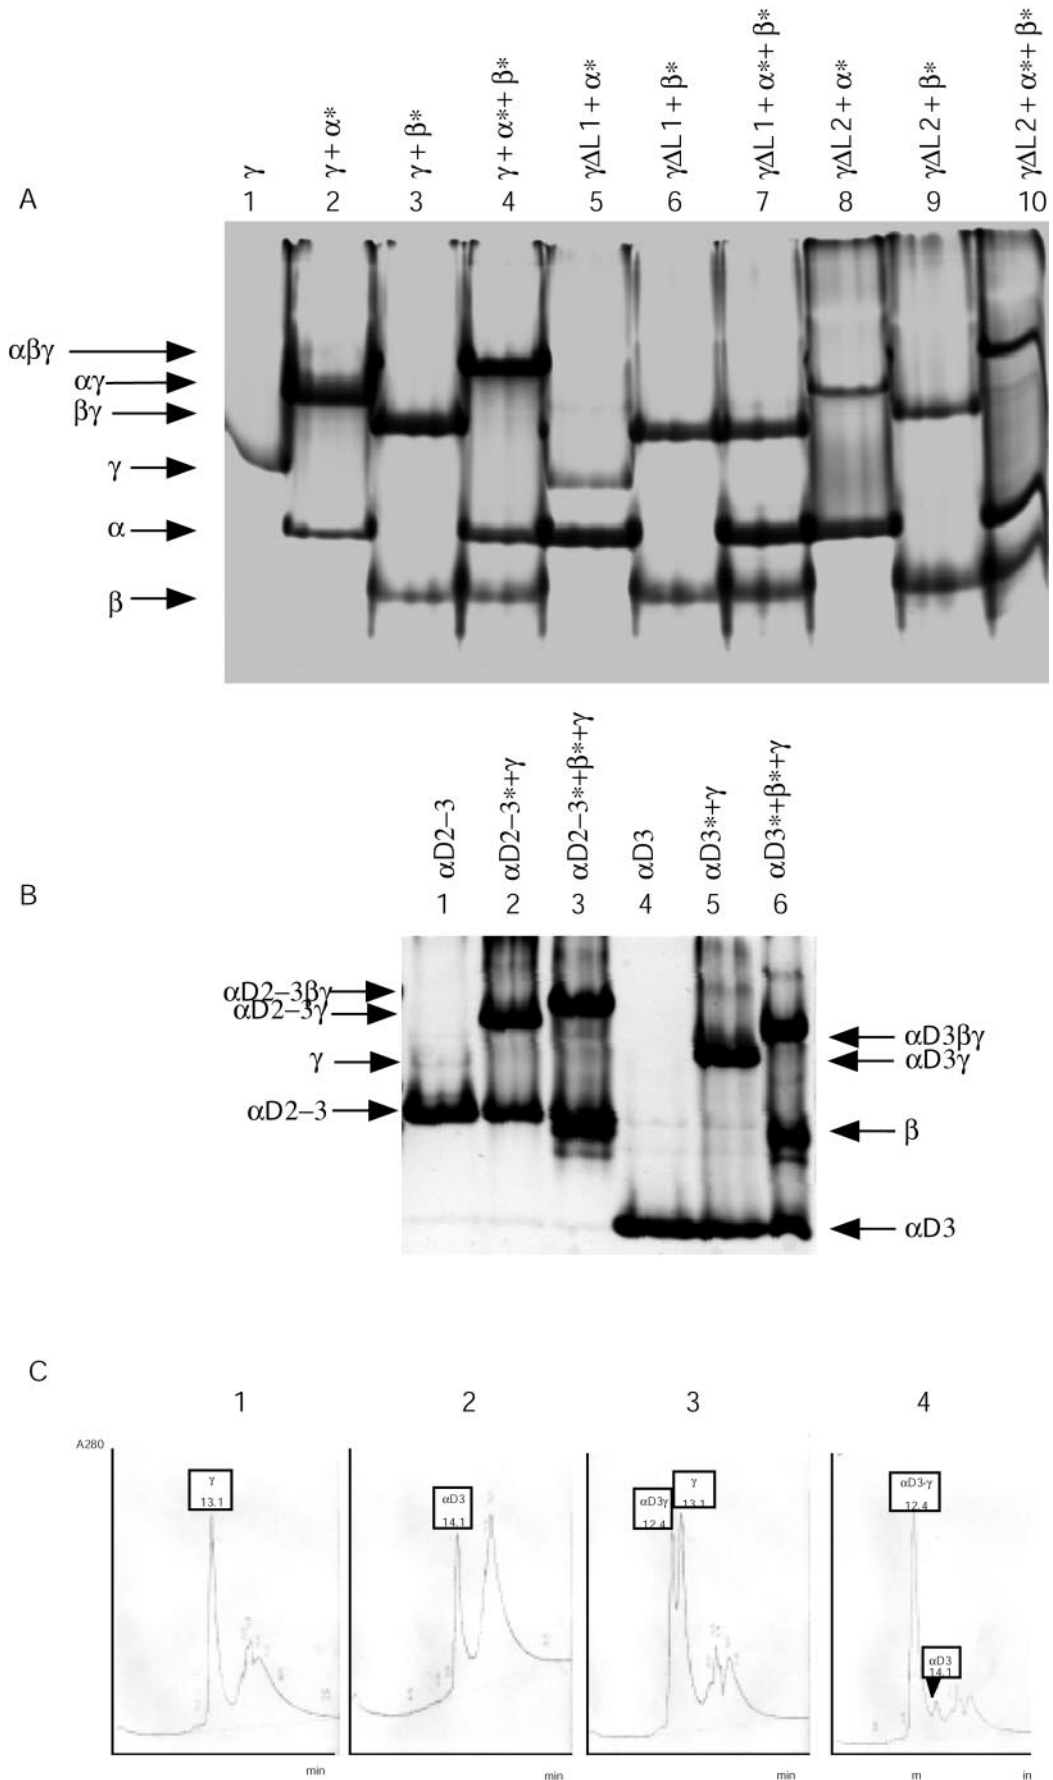 A
γ
γ + α*
γ + β*
γ + α*+ β*
γΔL1 + α*
γΔL1 + β*
γΔL1 + α*+ β*
γΔL2 + α*
γΔL2 + β*
γΔL2 + α*+ β*
1 2 3 4 5 6 7 8 9 10
αβγ
αγ
βγ
γ
α
β
B
αD2–3
αD2–3*+γ
αD2–3*+β*+γ
αD3
αD3*+γ
αD3*+β*+γ
1 2 3 4 5 6
αD2–3βγ
αD2–3γ
γ
αD2–3
αD3βγ
αD3γ
β
αD3
C
1 2 3 4
A280
γ
13.1
αD3
14.1
αD3γ
12.4
γ
13.1
αD3-γ
12.4
αD3
14.1
min
min
min
m in